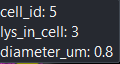 cell_id: 5
lys_in_cell: 3
diameter_um: 0.8